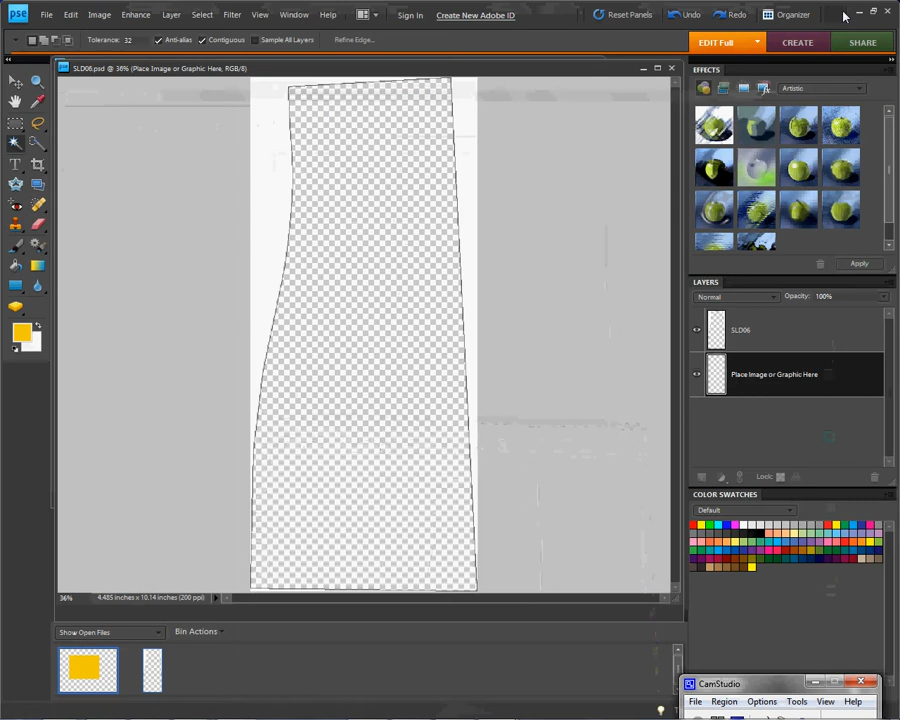 pse File Edit Image Enhance Layer Select Filter View Window Help Sign In Create New Adobe ID Reset Panels Undo Redo Organizer
Tolerance: 32 Anti-alias Contiguous Sample All Layers Refine Edge... EDIT Full CREATE SHARE
SLD06.psd @ 36% (Place Image or Graphic Here, RGB/8)
EFFECTS
Artistic
Apply
LAYERS
Normal Opacity: 100%
SLD06
Place Image or Graphic Here
Lock:
COLOR SWATCHES
Default
36% 4.485 inches x 10.14 inches (200 ppi)
Show Open Files Bin Actions
CamStudio
File Region Options Tools View Help